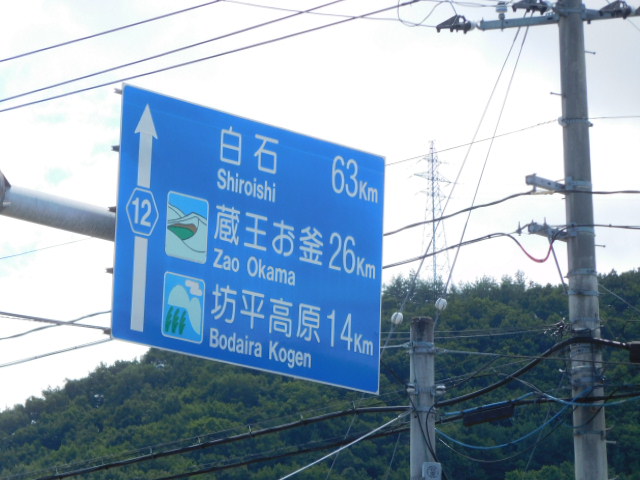 白石 63Km
Shiroishi
12
蔵王お釜 26Km
Zao Okama
坊平高原 14Km
Bodaira Kogen